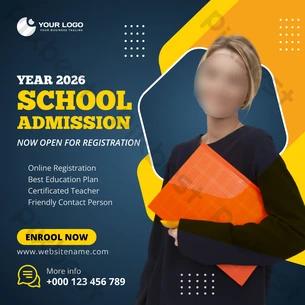 YOUR LOGO
YOUR BUSINESS TAGLINE
YEAR 2026
SCHOOL
ADMISSION
NOW OPEN FOR REGISTRATION
Online Registration
Best Education Plan
Certificated Teacher
Friendly Contact Person
ENROOL NOW
www.websitename.com
More info
+000 123 456 789